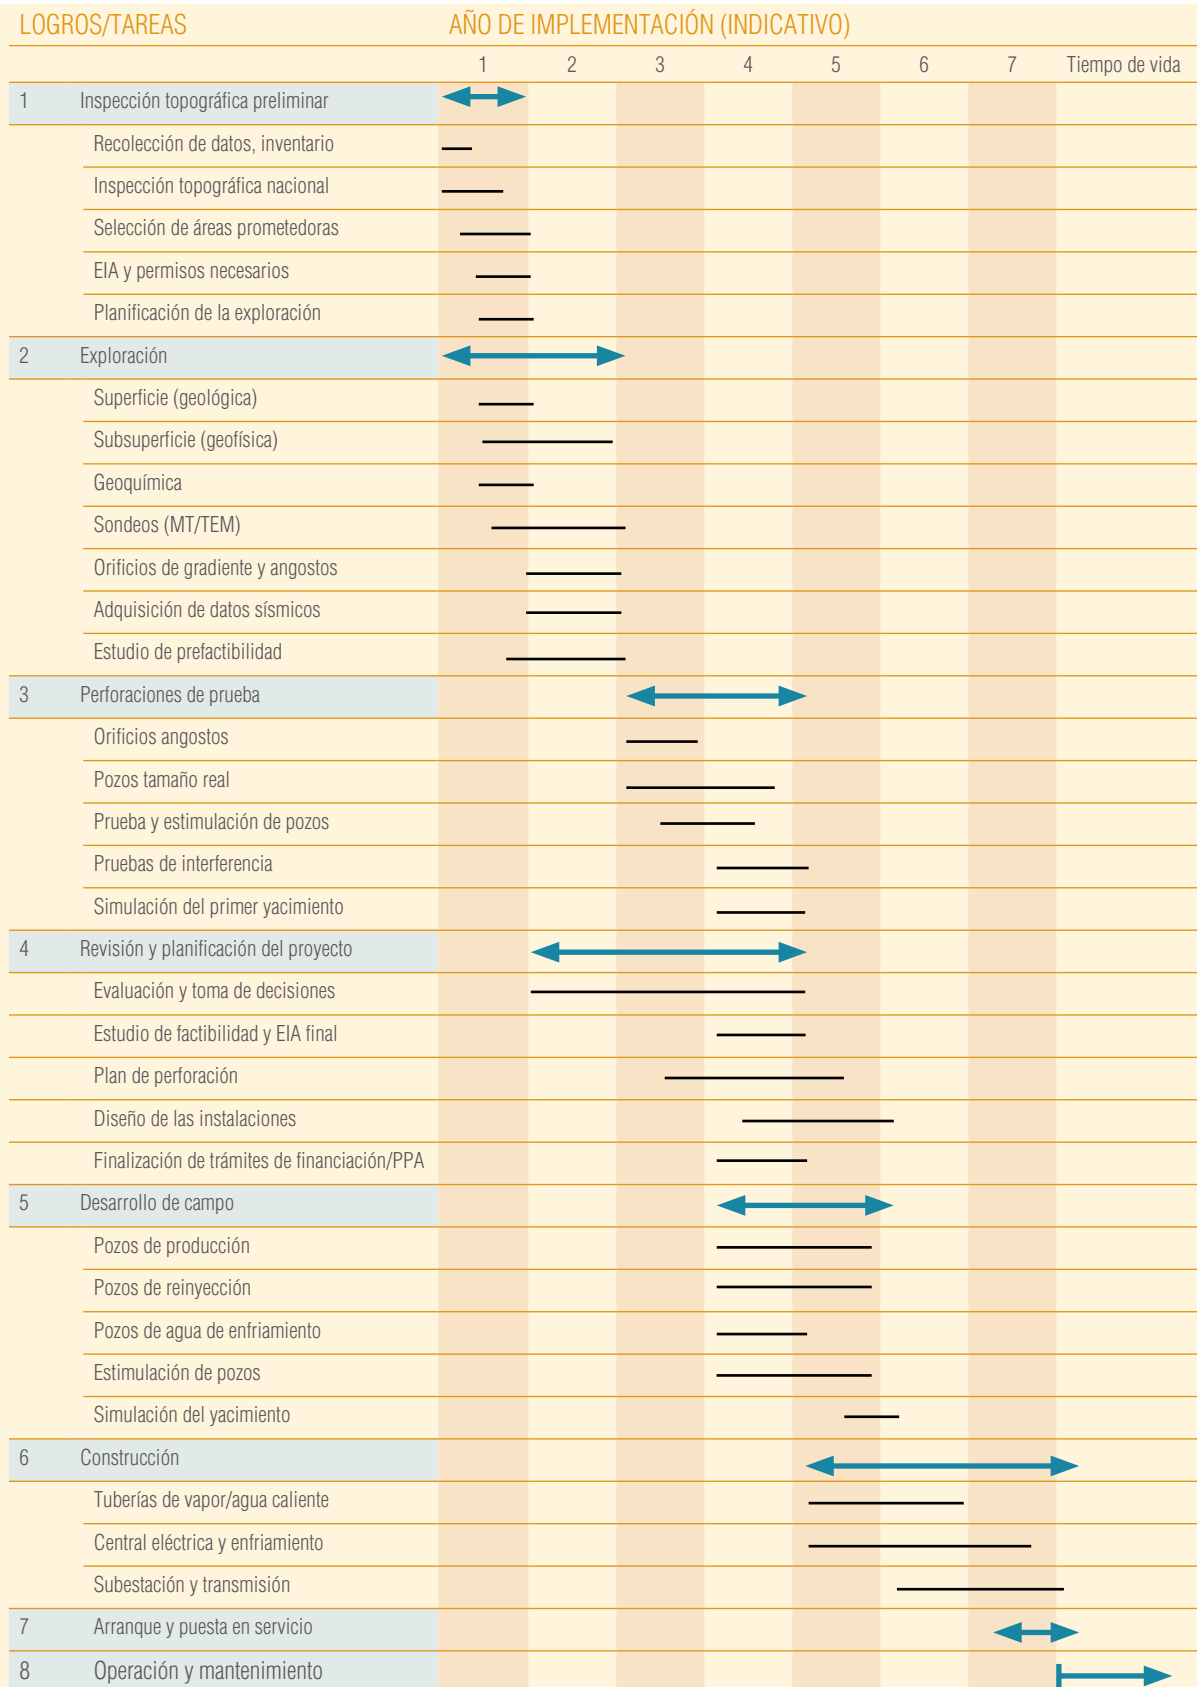 LOGROS/TAREAS AÑO DE IMPLEMENTACIÓN (INDICATIVO)
1 2 3 4 5 6 7 Tiempo de vida
1 Inspección topográfica preliminar
Recolección de datos, inventario
Inspección topográfica nacional
Selección de áreas prometedoras
EIA y permisos necesarios
Planificación de la exploración
2 Exploración
Superficie (geológica)
Subsuperficie (geofísica)
Geoquímica
Sondeos (MT/TEM)
Orificios de gradiente y angostos
Adquisición de datos sísmicos
Estudio de prefactibilidad
3 Perforaciones de prueba
Orificios angostos
Pozos tamaño real
Prueba y estimulación de pozos
Pruebas de interferencia
Simulación del primer yacimiento
4 Revisión y planificación del proyecto
Evaluación y toma de decisiones
Estudio de factibilidad y EIA final
Plan de perforación
Diseño de las instalaciones
Finalización de trámites de financiación/PPA
5 Desarrollo de campo
Pozos de producción
Pozos de reinyección
Pozos de agua de enfriamiento
Estimulación de pozos
Simulación del yacimiento
6 Construcción
Tuberías de vapor/agua caliente
Central eléctrica y enfriamiento
Subestación y transmisión
7 Arranque y puesta en servicio
8 Operación y mantenimiento